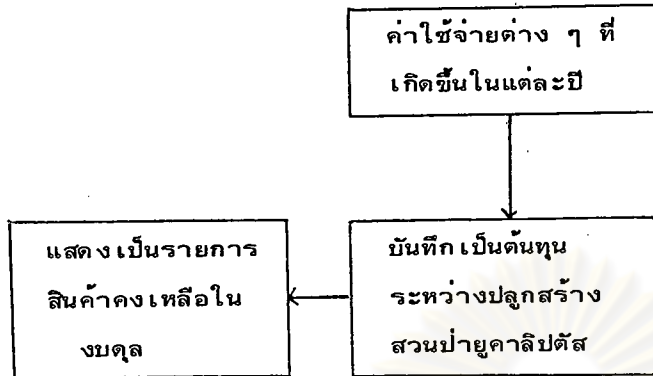 ค่าใช้จ่ายต่าง ๆ ที่
เกิดขึ้นในแต่ละปี
บันทึกเป็นต้นทุน
ระหว่างปลูกสร้าง
สวนป่ายูคาลิปตัส
แสดงเป็นรายการ
สินค้าคงเหลือใน
งบดุล